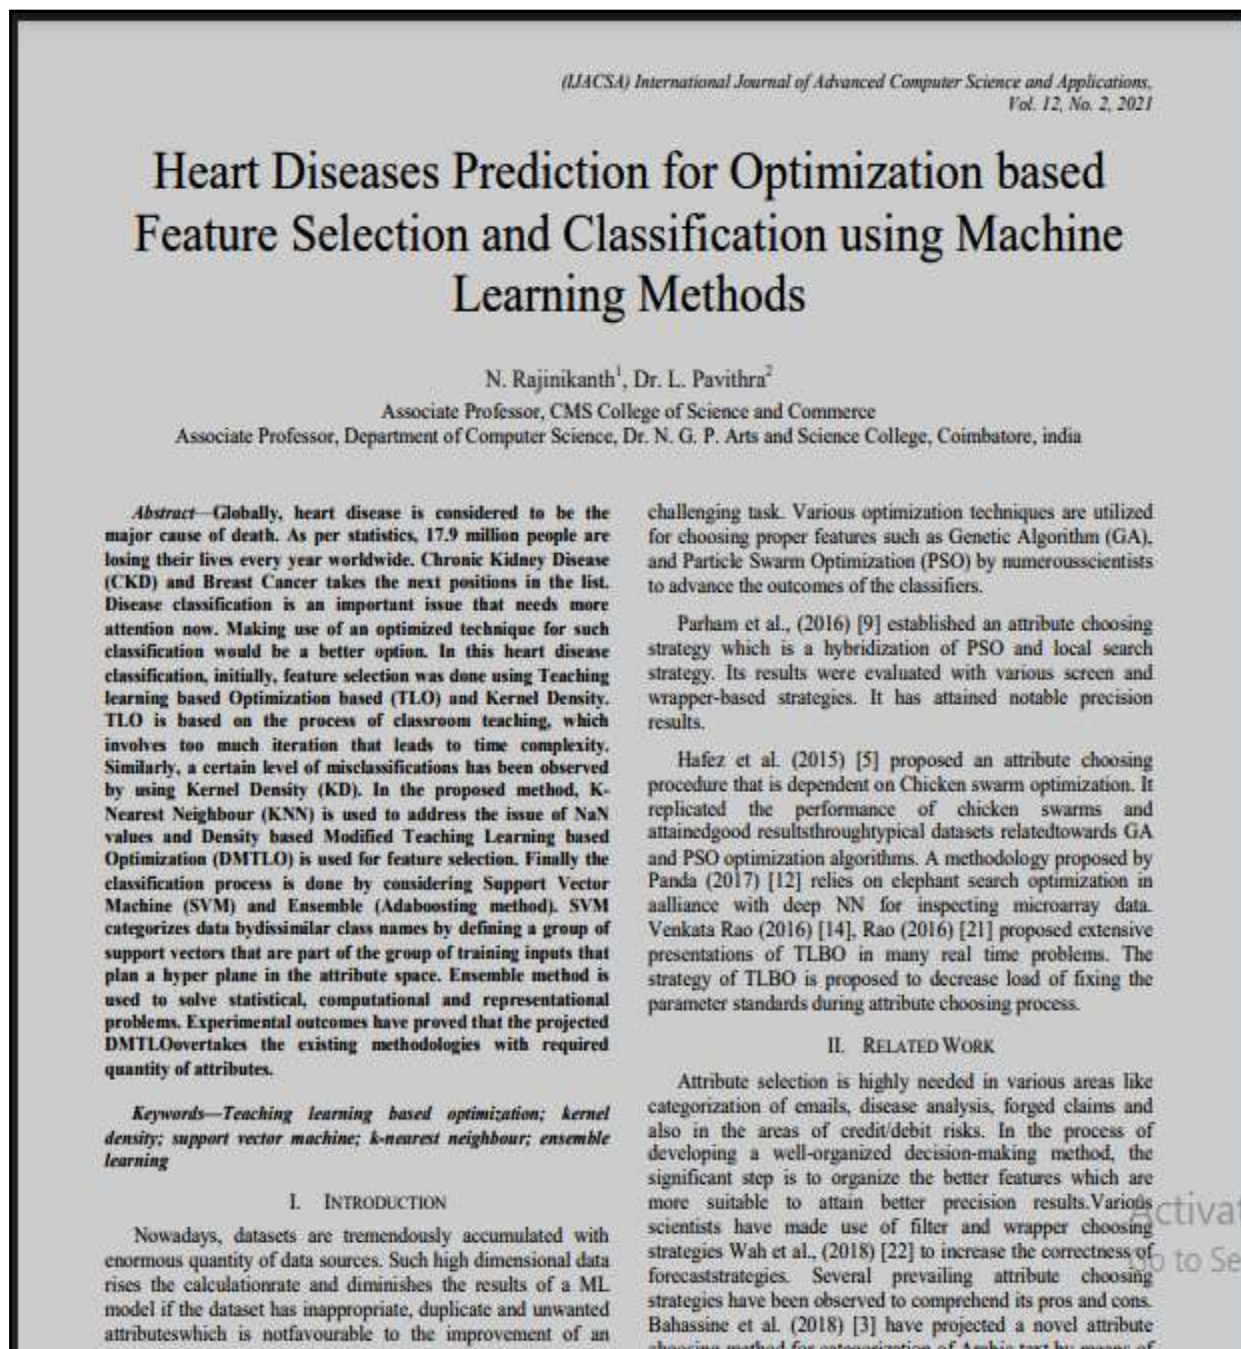 (IJACSA) International Journal of Advanced Computer Science and Applications,
Vol. 12, No. 2, 2021
Heart Diseases Prediction for Optimization based
Feature Selection and Classification using Machine
Learning Methods
N. Rajinikanth1, Dr. L. Pavithra2
Associate Professor, CMS College of Science and Commerce
Associate Professor, Department of Computer Science, Dr. N. G. P. Arts and Science College, Coimbatore, india
Abstract—Globally, heart disease is considered to be the
major cause of death. As per statistics, 17.9 million people are
losing their lives every year worldwide. Chronic Kidney Disease
(CKD) and Breast Cancer takes the next positions in the list.
Disease classification is an important issue that needs more
attention now. Making use of an optimized technique for such
classification would be a better option. In this heart disease
classification, initially, feature selection was done using Teaching
learning based Optimization based (TLO) and Kernel Density.
TLO is based on the process of classroom teaching, which
involves too much iteration that leads to time complexity.
Similarly, a certain level of misclassifications has been observed
by using Kernel Density (KD). In the proposed method, K-
Nearest Neighbour (KNN) is used to address the issue of NaN
values and Density based Modified Teaching Learning based
Optimization (DMTLO) is used for feature selection. Finally the
classification process is done by considering Support Vector
Machine (SVM) and Ensemble (Adaboosting method). SVM
categorizes data bydissimilar class names by defining a group of
support vectors that are part of the group of training inputs that
plan a hyper plane in the attribute space. Ensemble method is
used to solve statistical, computational and representational
problems. Experimental outcomes have proved that the projected
DMTLOovertakes the existing methodologies with required
quantity of attributes.
Keywords—Teaching learning based optimization; kernel
density; support vector machine; k-nearest neighbour; ensemble
learning
I. INTRODUCTION
Nowadays, datasets are tremendously accumulated with
enormous quantity of data sources. Such high dimensional data
rises the calculationrate and diminishes the results of a ML
model if the dataset has inappropriate, duplicate and unwanted
attributeswhich is notfavourable to the improvement of an
challenging task. Various optimization techniques are utilized
for choosing proper features such as Genetic Algorithm (GA),
and Particle Swarm Optimization (PSO) by numerousscientists
to advance the outcomes of the classifiers.
Parham et al., (2016) [9] established an attribute choosing
strategy which is a hybridization of PSO and local search
strategy. Its results were evaluated with various screen and
wrapper-based strategies. It has attained notable precision
results.
Hafez et al. (2015) [5] proposed an attribute choosing
procedure that is dependent on Chicken swarm optimization. It
replicated the performance of chicken swarms and
attainedgood resultsthroughtypical datasets relatedtowards GA
and PSO optimization algorithms. A methodology proposed by
Panda (2017) [12] relies on elephant search optimization in
aalliance with deep NN for inspecting microarray data.
Venkata Rao (2016) [14], Rao (2016) [21] proposed extensive
presentations of TLBO in many real time problems. The
strategy of TLBO is proposed to decrease load of fixing the
parameter standards during attribute choosing process.
II. RELATED WORK
Attribute selection is highly needed in various areas like
categorization of emails, disease analysis, forged claims and
also in the areas of credit/debit risks. In the process of
developing a well-organized decision-making method, the
significant step is to organize the better features which are
more suitable to attain better precision results.Various
scientists have made use of filter and wrapper choosing
strategies Wah et al., (2018) [22] to increase the correctness of
forecaststrategies. Several prevailing attribute choosing
strategies have been observed to comprehend its pros and cons.
Bahassine et al. (2018) [3] have projected a novel attribute
choosing method for categorization of Arabic text by means of
Activat
Go to Se